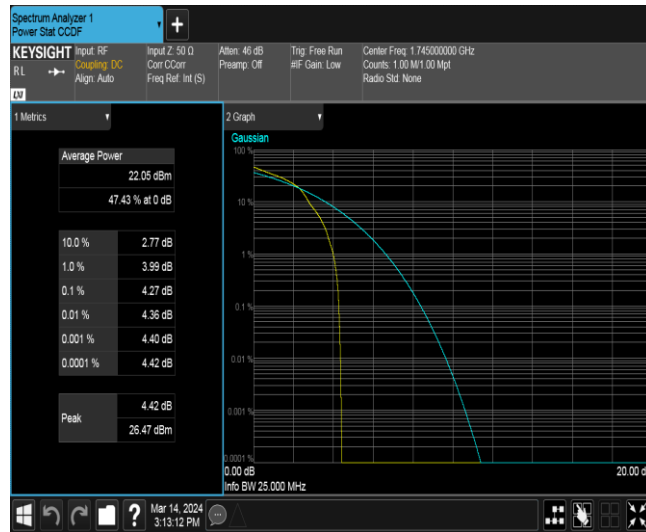 Spectrum Analyzer 1
Power Stat CCDF
+
KEYSIGHT
RL
LXI
Input: RF
Coupling: DC
Align: Auto
Input Z: 50 Ω
Corr CCorr
Freq Ref: Int (S)
Atten: 46 dB
Preamp: Off
Trig: Free Run
#IF Gain: Low
Center Freq: 1.745000000 GHz
Counts: 1.00 M/1.00 Mpt
Radio Std: None
1 Metrics
Average Power
22.05 dBm
47.43 % at 0 dB
10.0 % 2.77 dB
1.0 % 3.99 dB
0.1 % 4.27 dB
0.01 % 4.36 dB
0.001 % 4.40 dB
0.0001 % 4.42 dB
Peak
4.42 dB
26.47 dBm
2 Graph
Gaussian
100 %
10 %
1 %
0.1 %
0.01 %
0.001 %
0.0001 %
0.00 dB
20.00 d
Info BW 25.000 MHz
?
Mar 14, 2024
3:13:12 PM